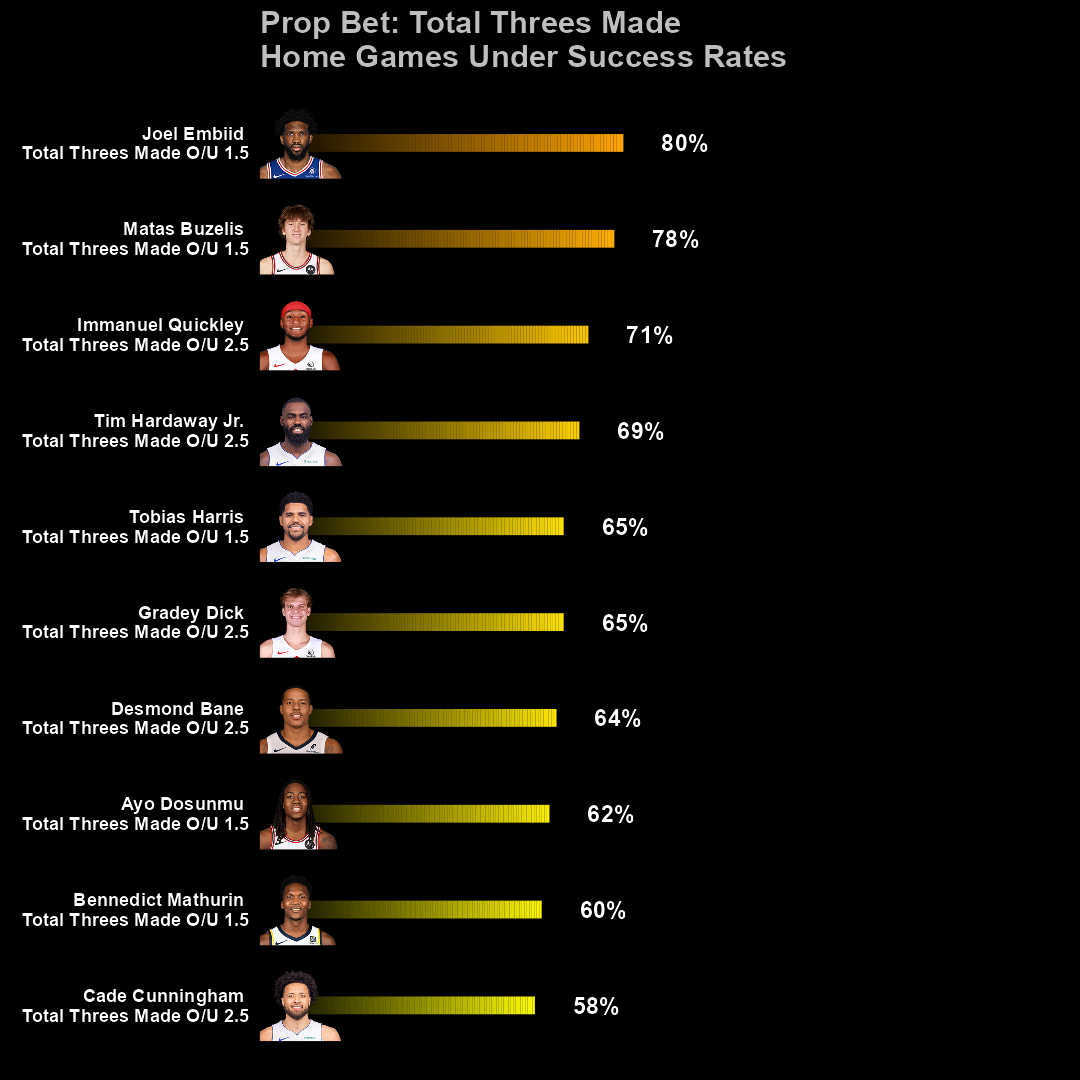 Prop Bet: Total Threes Made
Home Games Under Success Rates
Joel Embiid
Total Threes Made O/U 1.5
80%
Matas Buzelis
Total Threes Made O/U 1.5
78%
Immanuel Quickley
Total Threes Made O/U 2.5
71%
Tim Hardaway Jr.
Total Threes Made O/U 2.5
69%
Tobias Harris
Total Threes Made O/U 1.5
65%
Gradey Dick
Total Threes Made O/U 2.5
65%
Desmond Bane
Total Threes Made O/U 2.5
64%
Ayo Dosunmu
Total Threes Made O/U 1.5
62%
Bennedict Mathurin
Total Threes Made O/U 1.5
60%
Cade Cunningham
Total Threes Made O/U 2.5
58%